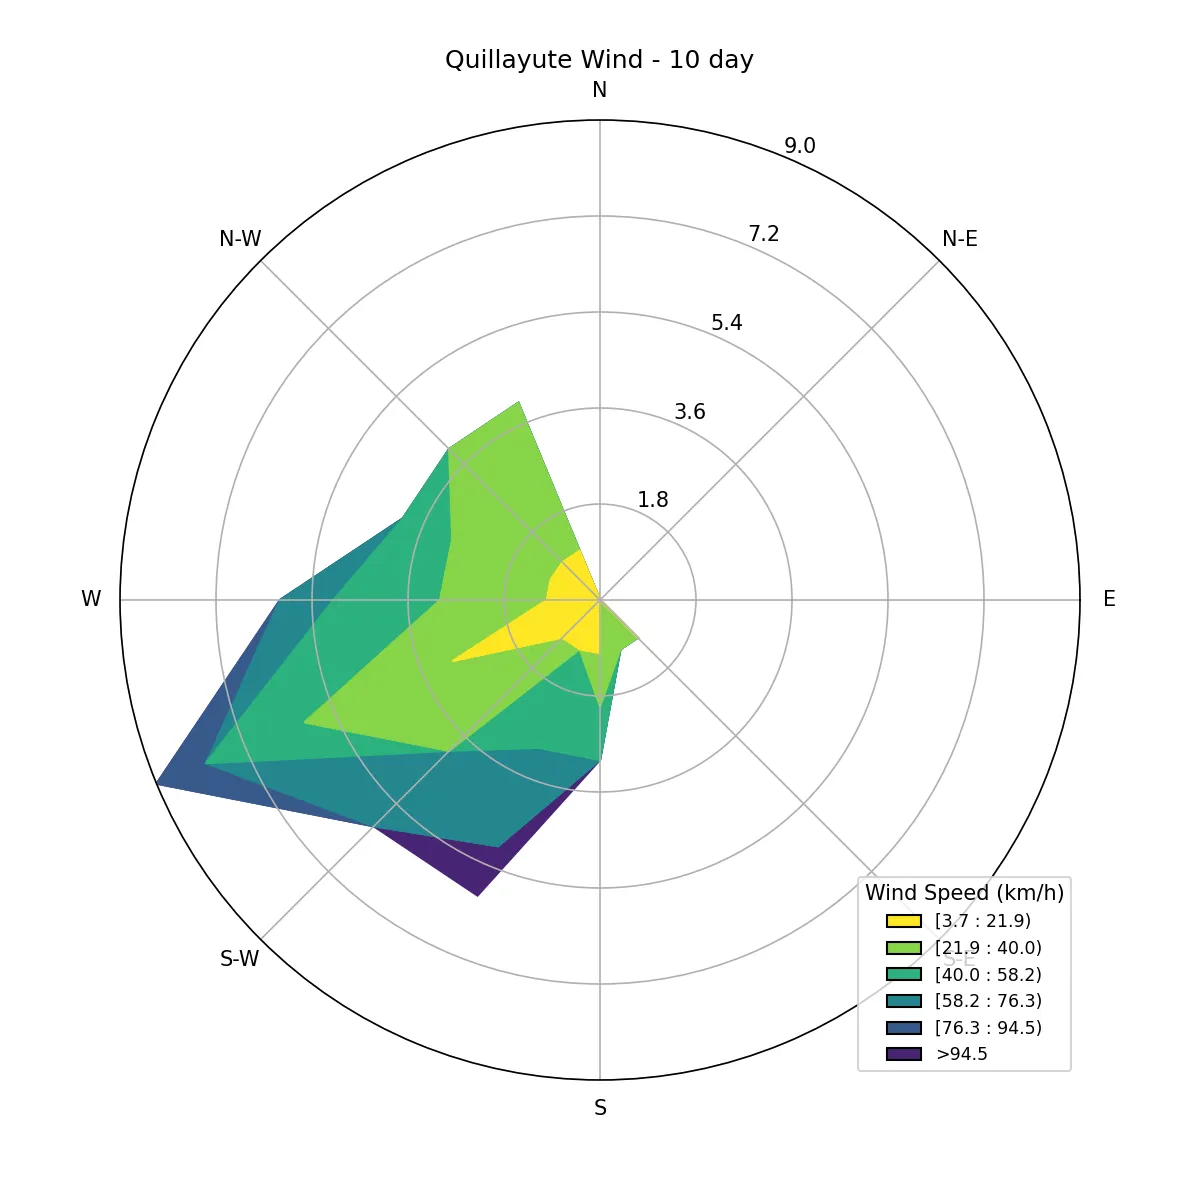 Quillayute Wind - 10 day
N
9.0
N-W
7.2
N-E
5.4
3.6
1.8
W
E
S-W
S-E
S
Wind Speed (km/h)
[3.7 : 21.9)
[21.9 : 40.0)
[40.0 : 58.2)
[58.2 : 76.3)
[76.3 : 94.5)
>94.5